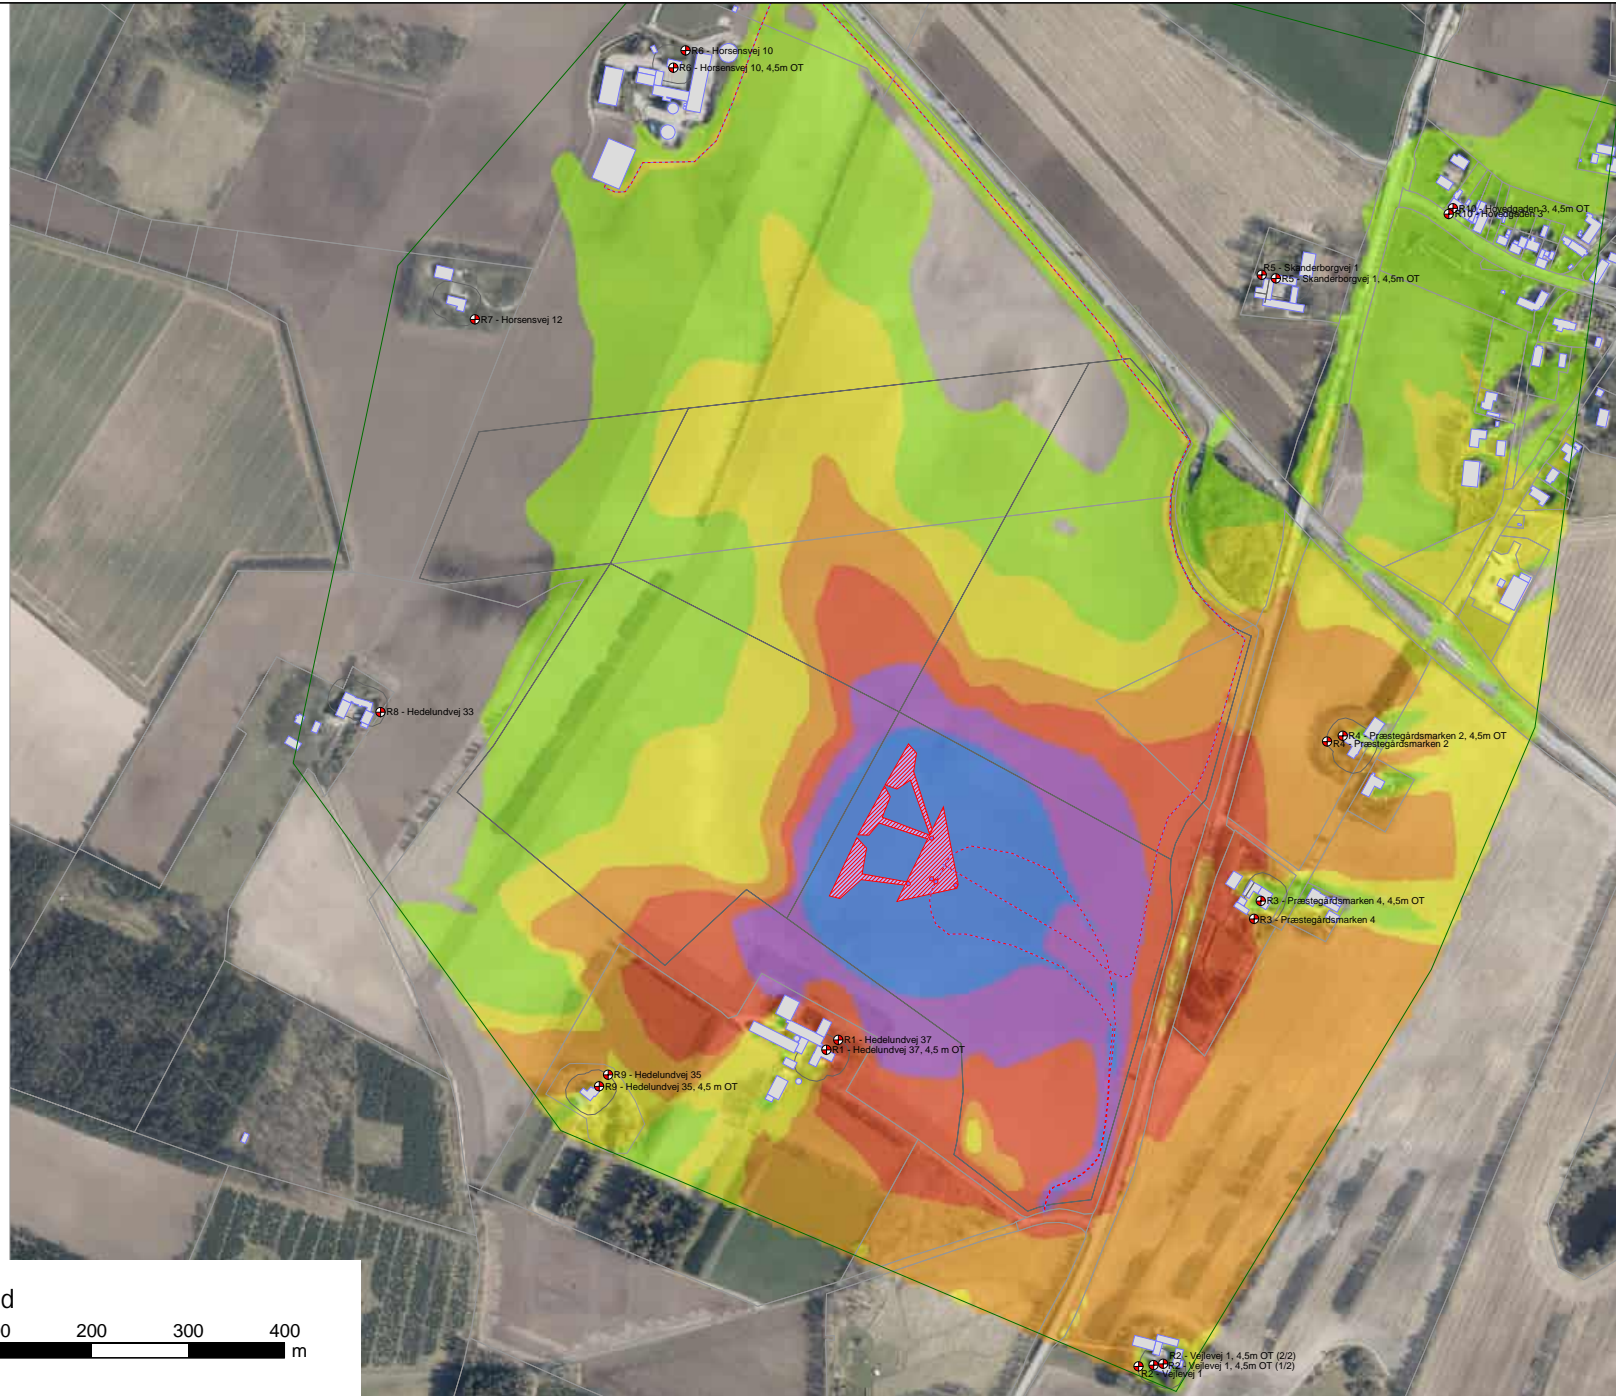 R6 - Horsensvej 10
R6 - Horsensvej 10, 4,5m OT
R10 - Hovedgaden 3, 4,5m OT
R10 - Hovedgaden 3
R5 - Skanderborgvej 1
R5 - Skanderborgvej 1, 4,5m OT
R7 - Horsensvej 12
R8 - Hedelundvej 33
R4 - Præstegårdsmarken 2, 4,5m OT
R4 - Præstegårdsmarken 2
R3 - Præstegårdsmarken 4, 4,5m OT
R3 - Præstegårdsmarken 4
R1 - Hedelundvej 37
R1 - Hedelundvej 37, 4,5 m OT
R9 - Hedelundvej 35
R9 - Hedelundvej 35, 4,5 m OT
d
0 200 300 400
m
R2 - Vejlevej 1, 4,5m OT (2/2)
R2 - Vejlevej 1, 4,5m OT (1/2)
R2 - Vejlevej 1